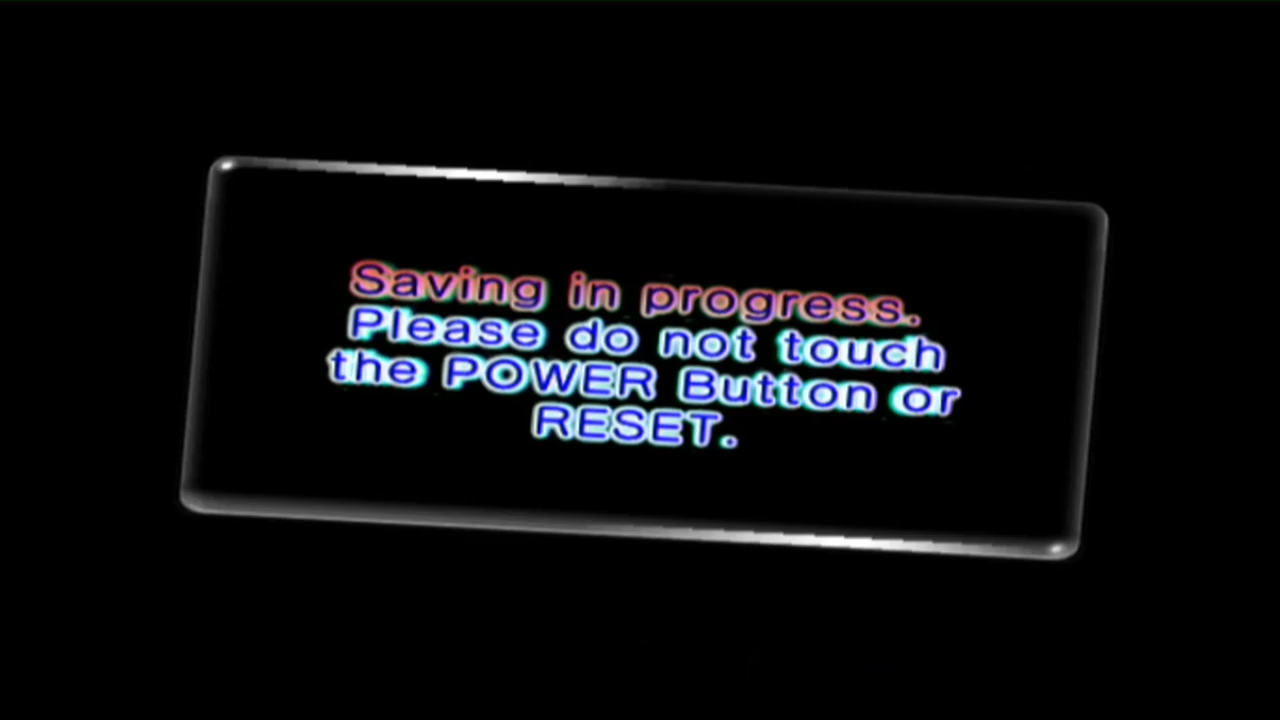 Saving in progress.
Please do not touch
the POWER Button or
RESET.